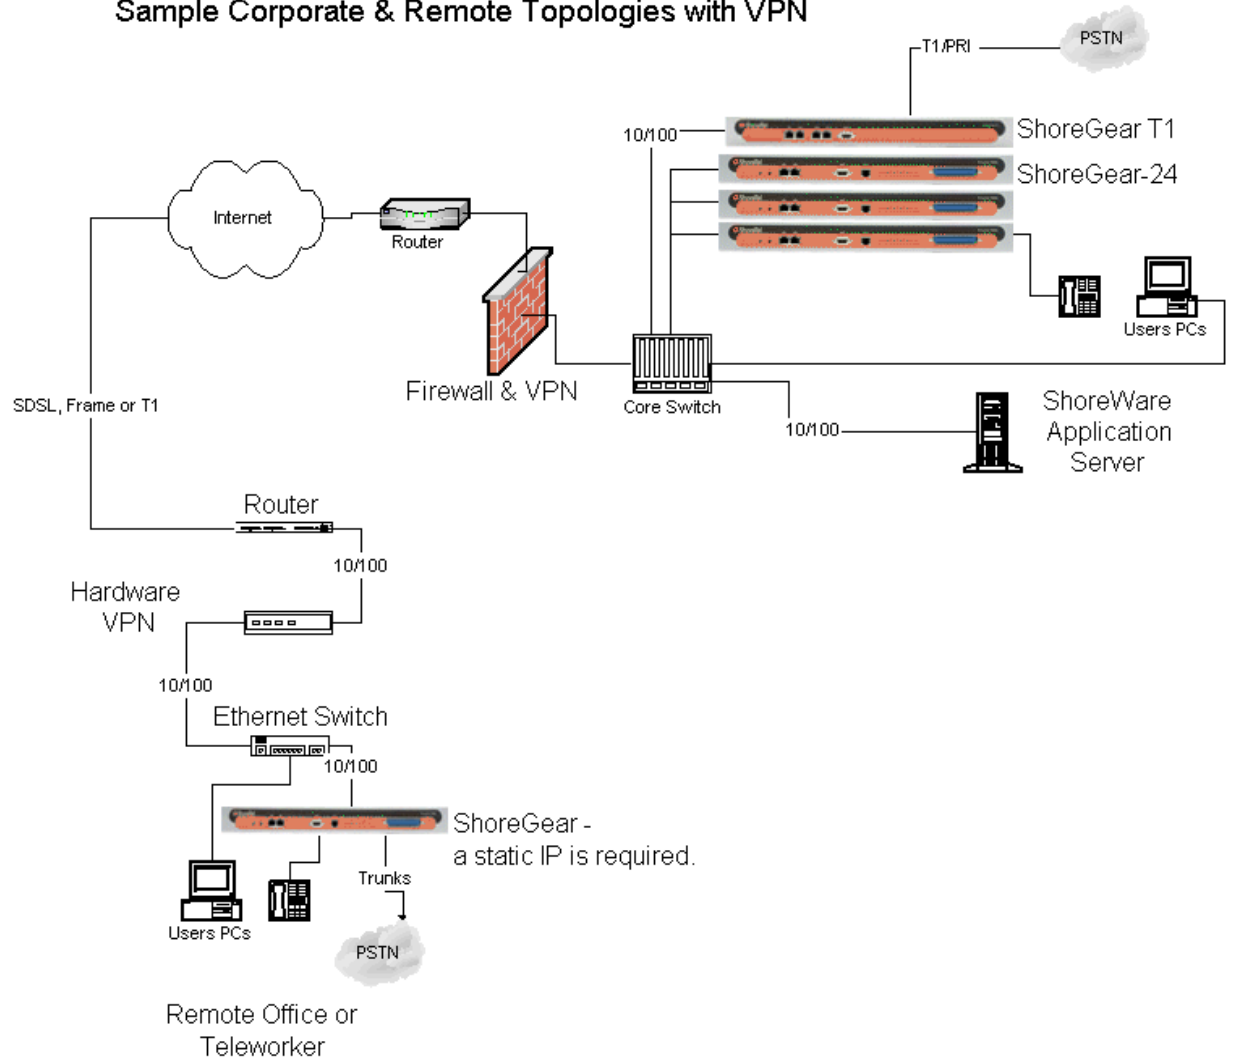 Sample Corporate & Remote Topologies with VPN
PSTN
T1/PRI
10/100
ShoreGear T1
ShoreGear-24
Internet
Router
Users PCs
Firewall & VPN
Core Switch
SDSL, Frame or T1
10/100
ShoreWare
Application
Server
Router
10/100
Hardware
VPN
10/100
Ethernet Switch
10/100
ShoreGear -
a static IP is required.
Trunks
Users PCs
PSTN
Remote Office or
Teleworker